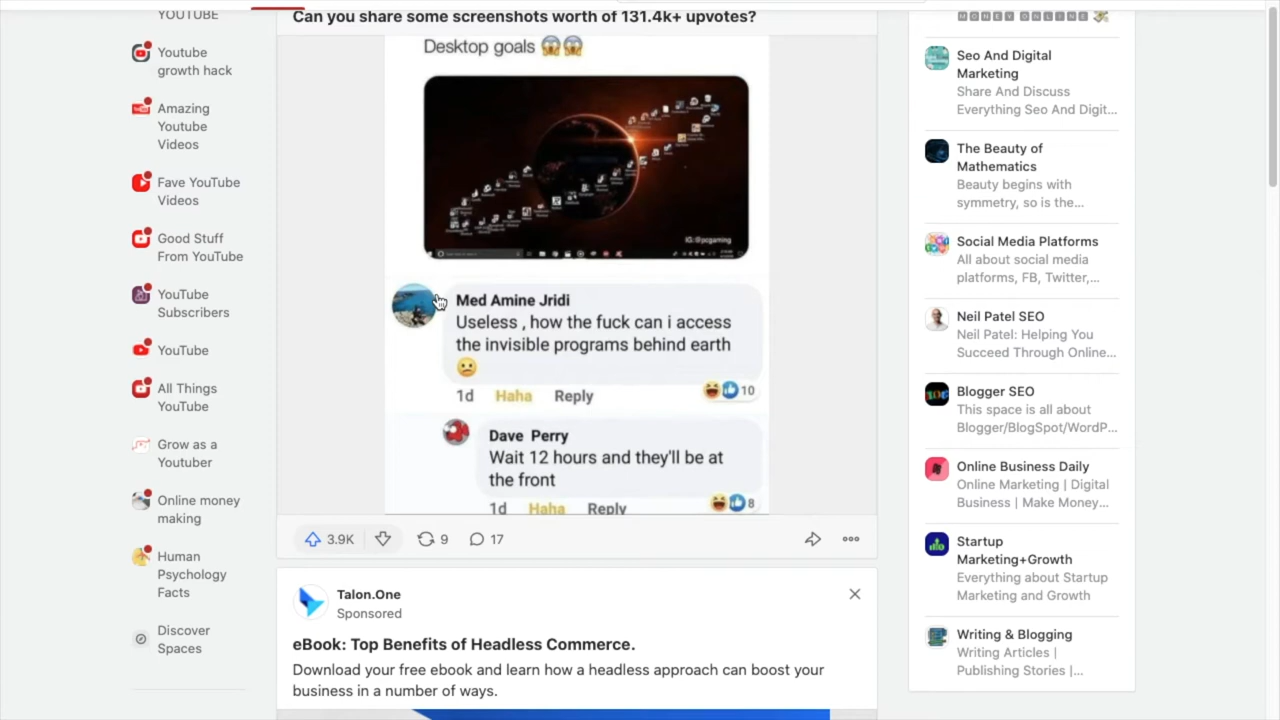 YOUTUBE
Youtube
growth hack
Amazing
Youtube
Videos
Fave YouTube
Videos
Good Stuff
From YouTube
YouTube
Subscribers
YouTube
All Things
YouTube
Grow as a
Youtuber
Online money
making
Human
Psychology
Facts
Discover
Spaces
Can you share some screenshots worth of 131.4k+ upvotes?
Desktop goals 😱😱
IG:@pcgaming
Med Amine Jridi
Useless , how the fuck can i access
the invisible programs behind earth
☹️
1d Haha Reply 10
Dave Perry
Wait 12 hours and they'll be at
the front
1d Haha Reply 8
3.9K 9 17
Talon.One
Sponsored
eBook: Top Benefits of Headless Commerce.
Download your free ebook and learn how a headless approach can boost your
business in a number of ways.
MONEY ONLINE 💸
Seo And Digital
Marketing
Share And Discuss
Everything Seo And Digit...
The Beauty of
Mathematics
Beauty begins with
symmetry, so is the...
Social Media Platforms
All about social media
platforms, FB, Twitter,...
Neil Patel SEO
Neil Patel: Helping You
Succeed Through Online...
Blogger SEO
This space is all about
Blogger/BlogSpot/WordP...
Online Business Daily
Online Marketing | Digital
Business | Make Money...
Startup
Marketing+Growth
Everything about Startup
Marketing and Growth
Writing & Blogging
Writing Articles |
Publishing Stories |...